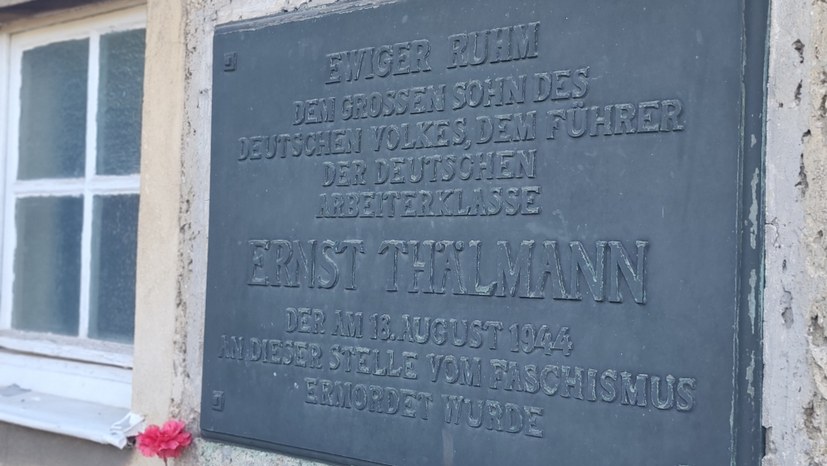 EWIGER RUHM
DEM GROSSEN SOHN DES
DEUTSCHEN VOLKES, DEM FÜHRER
DER DEUTSCHEN
ARBEITERKLASSE
ERNST THÄLMANN
DER AM 18. AUGUST 1944
AN DIESER STELLE VOM FASCHISMUS
ERMORDET WURDE